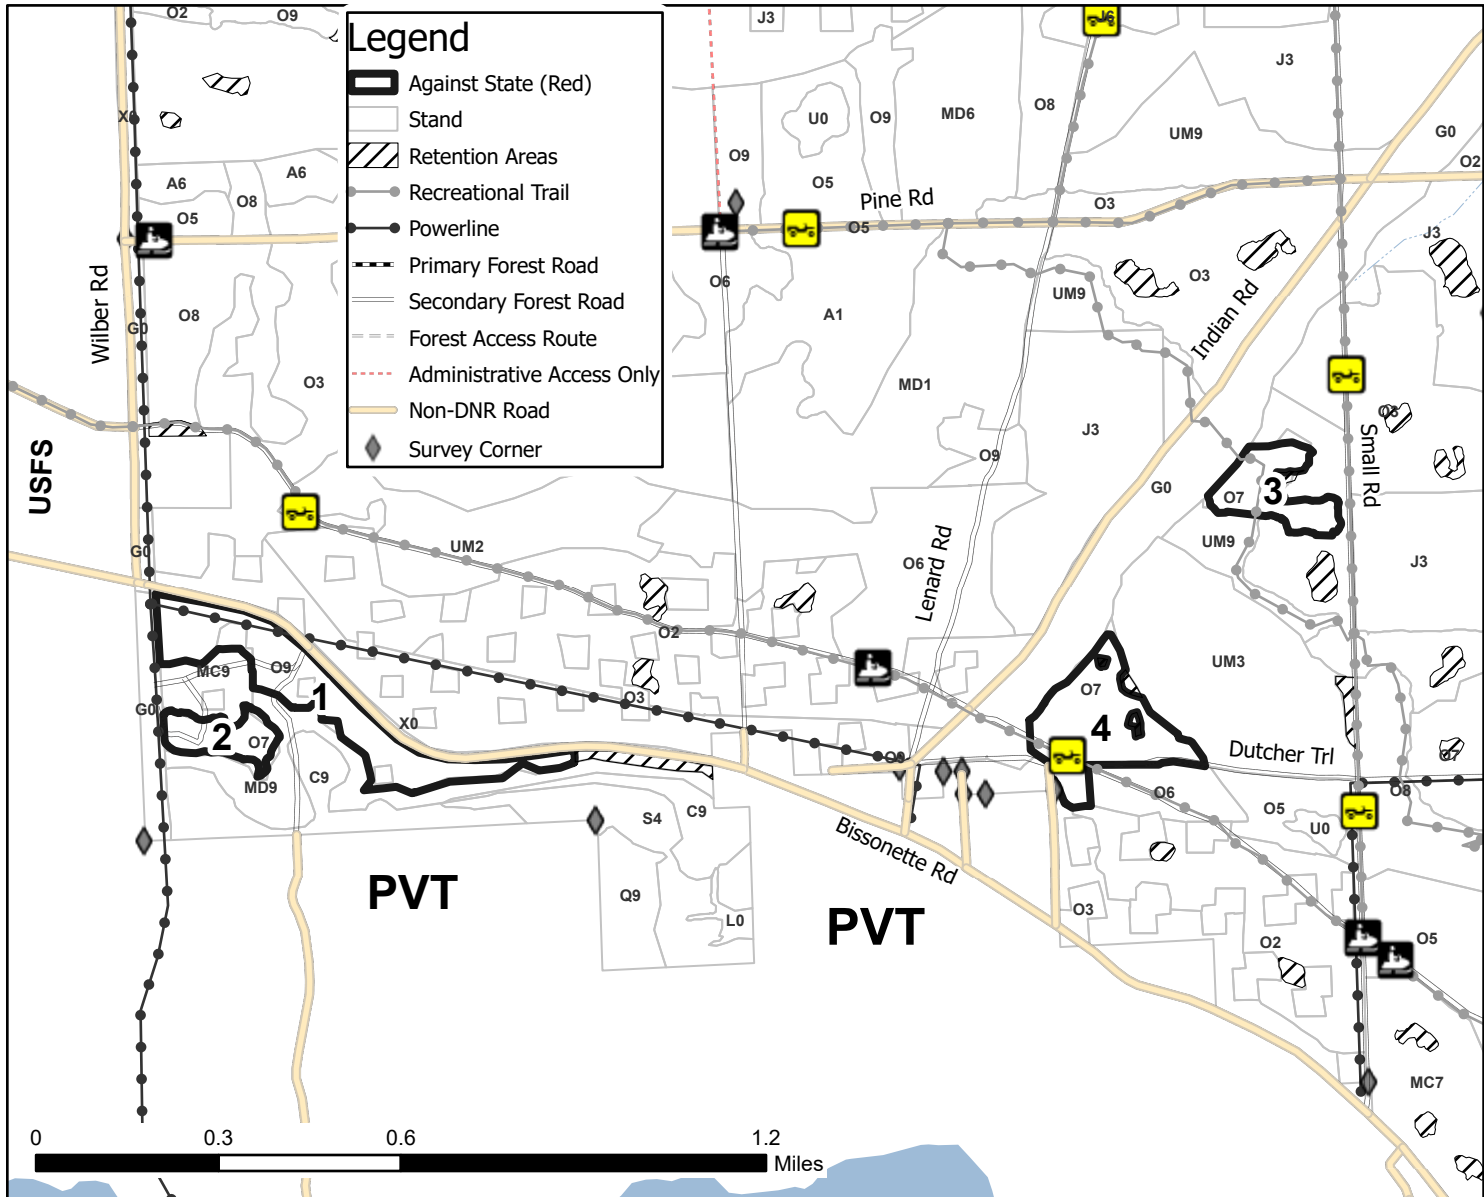 O2
O9
Legend
Against State (Red)
Stand
Retention Areas
Recreational Trail
Powerline
Primary Forest Road
Secondary Forest Road
Forest Access Route
Administrative Access Only
Non-DNR Road
Survey Corner
J3
J3
U0
O9
MD6
O8
UM9
G0
O2
A6
A6
O8
O5
O9
O5
Pine Rd
O5
O3
J3
O6
UM9
O3
Wilber Rd
G0
O8
A1
Indian Rd
O3
MD1
J3
O9
G0
O7
3
Small Rd
USFS
G0
UM2
O6
Lenard Rd
UM9
J3
O2
MC9
O9
1
O3
O7
UM3
G0
2
O7
X0
4
Dutcher Trl
MD9
C9
O6
O8
O5
U0
S4
C9
Bissonette Rd
PVT
Q9
L0
PVT
O3
O2
O5
MC7
0
0.3
0.6
1.2
Miles